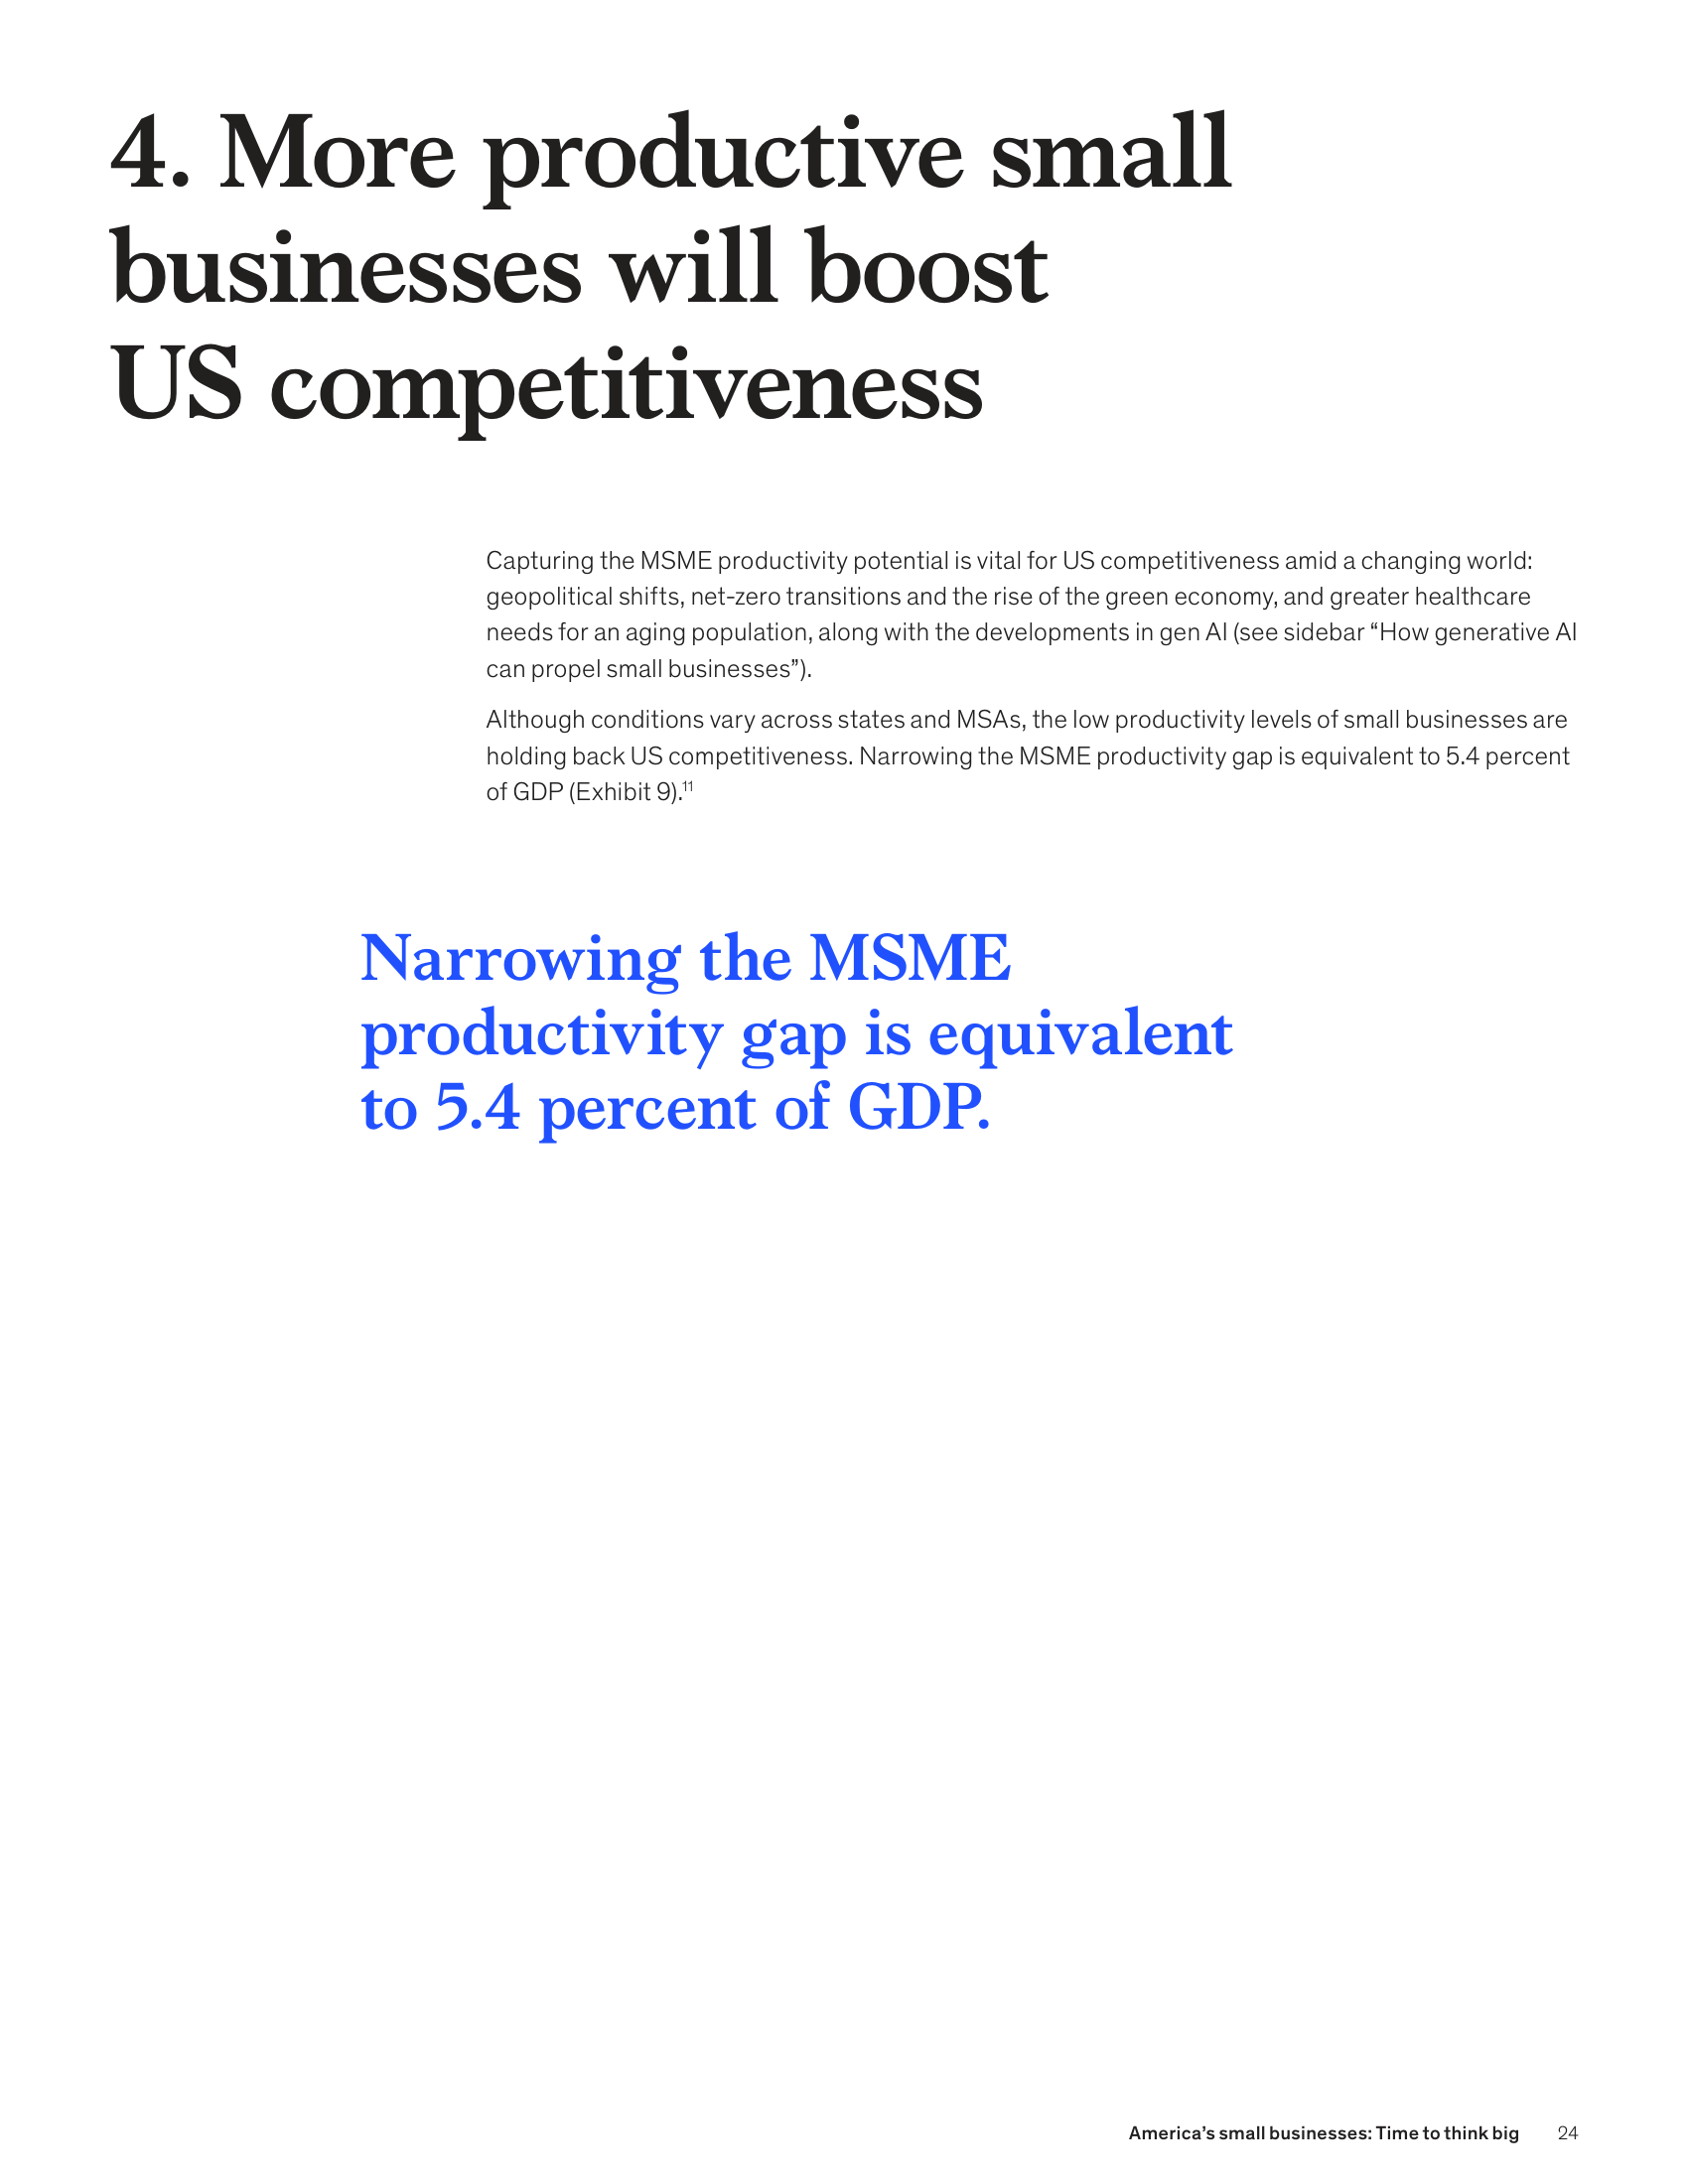 4. More productive small
businesses will boost
US competitiveness
Capturing the MSME productivity potential is vital for US competitiveness amid a changing world:
geopolitical shifts, net-zero transitions and the rise of the green economy, and greater healthcare
needs for an aging population, along with the developments in gen AI (see sidebar “How generative AI
can propel small businesses”).
Although conditions vary across states and MSAs, the low productivity levels of small businesses are
holding back US competitiveness. Narrowing the MSME productivity gap is equivalent to 5.4 percent
of GDP (Exhibit 9).¹¹
Narrowing the MSME
productivity gap is equivalent
to 5.4 percent of GDP.
America’s small businesses: Time to think big 24